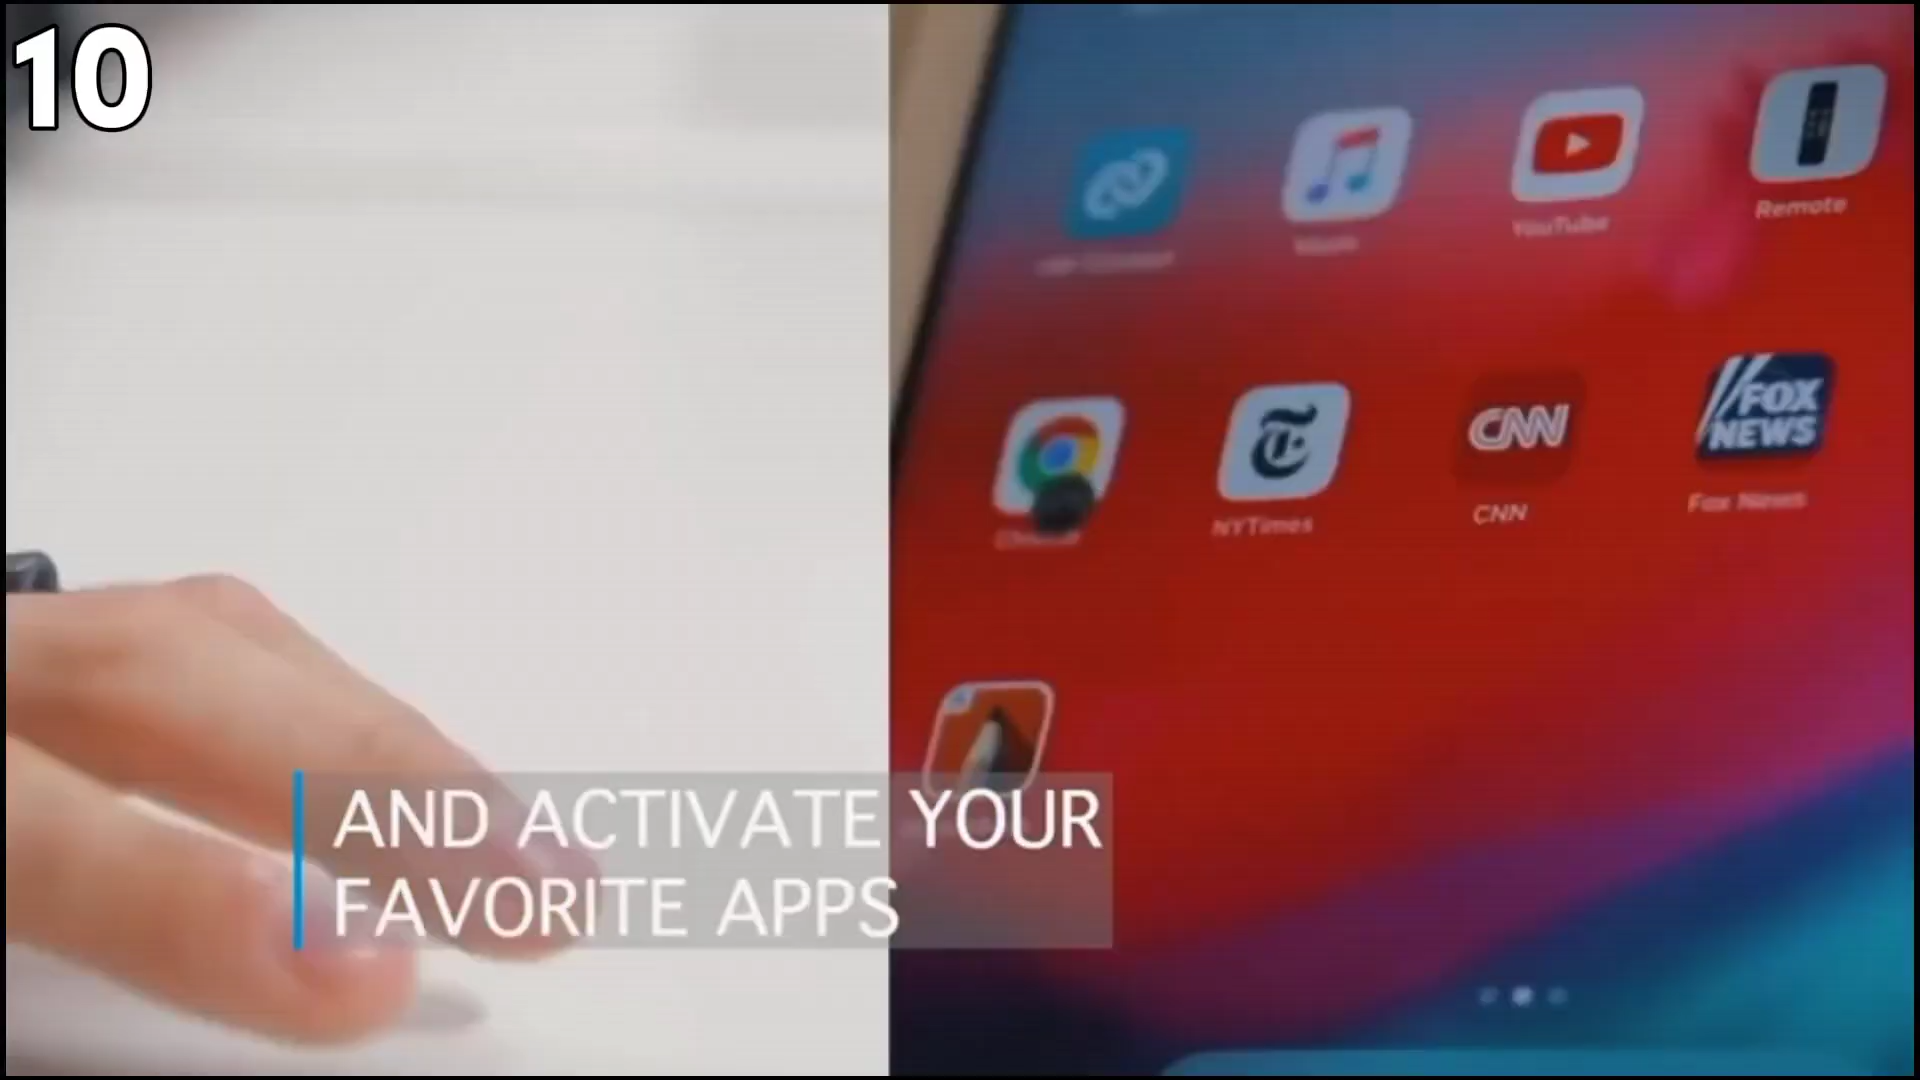 10
YouTube
Remote
NYTimes
CNN
CNN
FOX
NEWS
Fox News
AND ACTIVATE YOUR
FAVORITE APPS